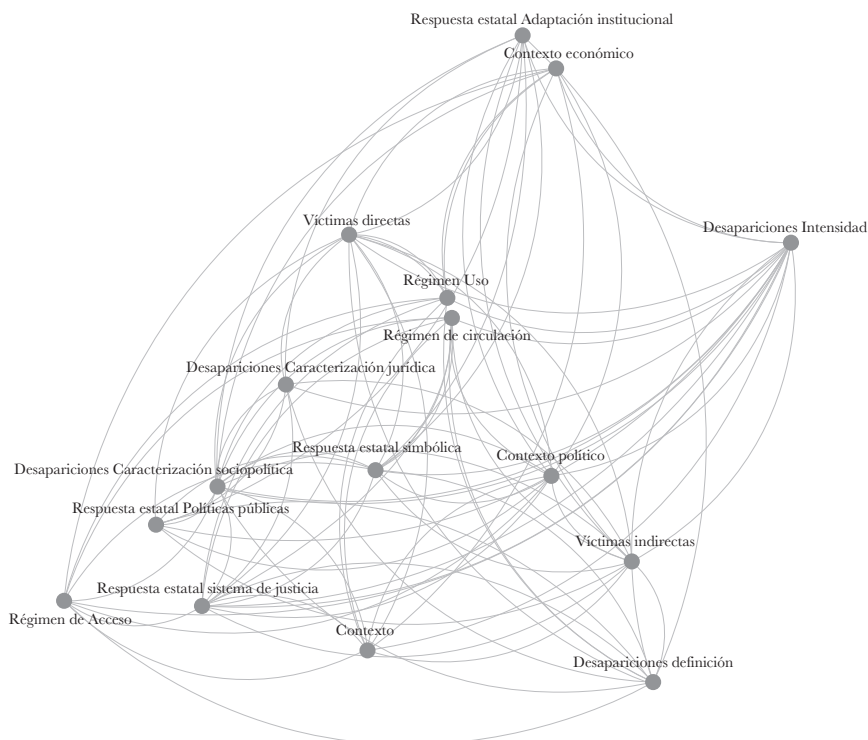 Respuesta estatal Adaptación institucional
Contexto económico
Víctimas directas
Desapariciones Intensidad
Régimen Uso
Régimen de circulación
Desapariciones Caracterización jurídica
Respuesta estatal simbólica
Contexto político
Desapariciones Caracterización sociopolítica
Respuesta estatal Políticas públicas
Víctimas indirectas
Respuesta estatal sistema de justicia
Régimen de Acceso
Contexto
Desapariciones definición